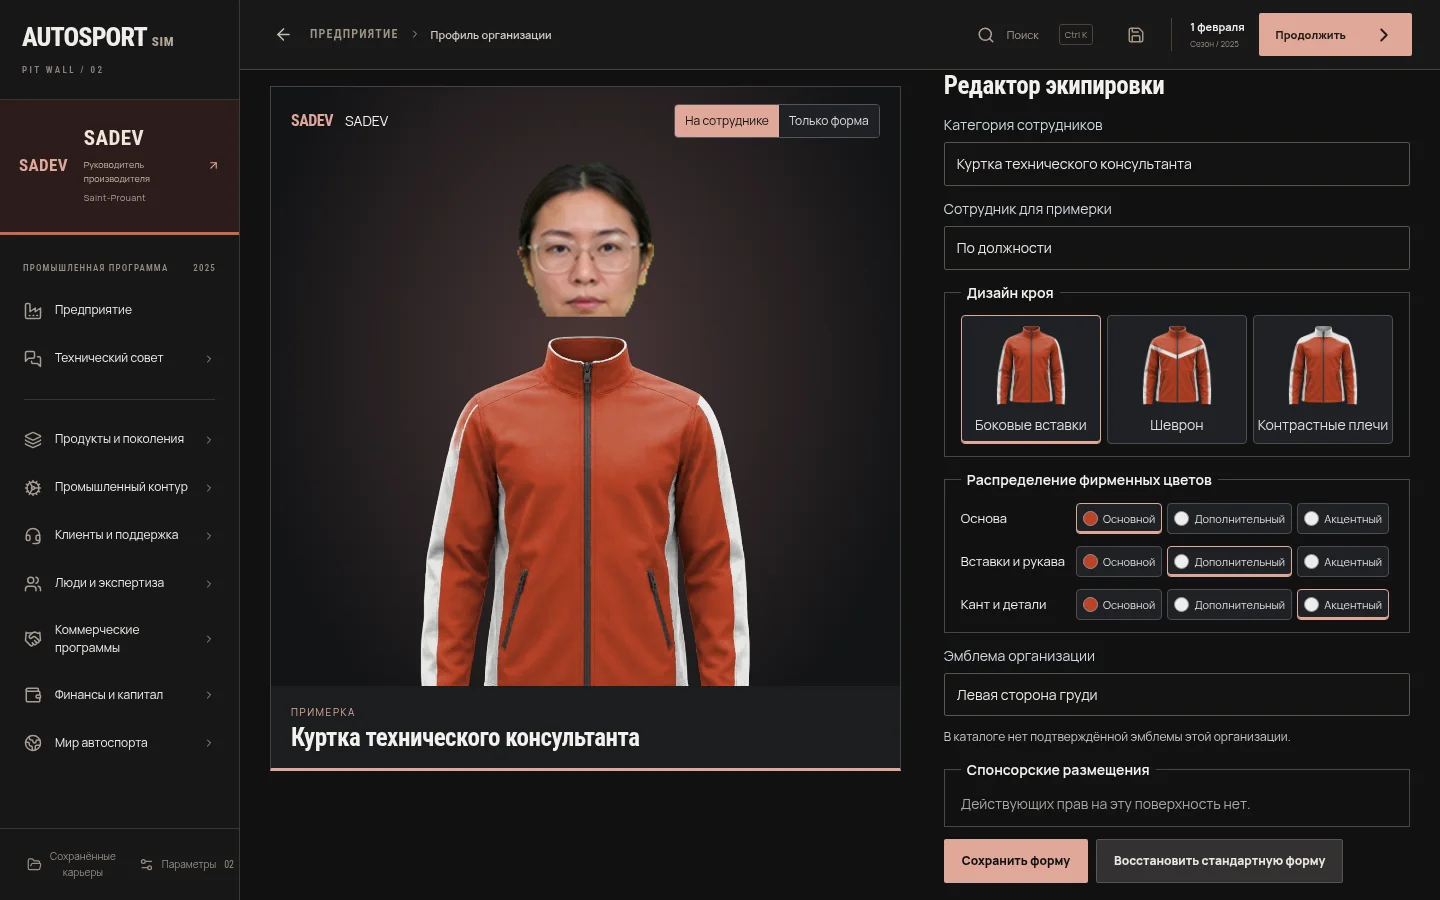 AUTOSPORT SIM
PIT WALL / 02
SADEV
SADEV
Руководитель
производителя
Saint-Prouant
ПРОМЫШЛЕННАЯ ПРОГРАММА 2025
Предприятие
Технический совет
Продукты и поколения
Промышленный контур
Клиенты и поддержка
Люди и экспертиза
Коммерческие
программы
Финансы и капитал
Мир автоспорта
Сохранённые
карьеры
Параметры 02
ПРЕДПРИЯТИЕ
Профиль организации
Поиск
Ctrl K
1 февраля
Сезон / 2025
Продолжить
SADEV SADEV
На сотруднике
Только форма
ПРИМЕРКА
Куртка технического консультанта
Редактор экипировки
Категория сотрудников
Куртка технического консультанта
Сотрудник для примерки
По должности
Дизайн кроя
Боковые вставки
Шеврон
Контрастные плечи
Распределение фирменных цветов
Основа Основной Дополнительный Акцентный
Вставки и рукава Основной Дополнительный Акцентный
Кант и детали Основной Дополнительный Акцентный
Эмблема организации
Левая сторона груди
В каталоге нет подтверждённой эмблемы этой организации.
Спонсорские размещения
Действующих прав на эту поверхность нет.
Сохранить форму
Восстановить стандартную форму